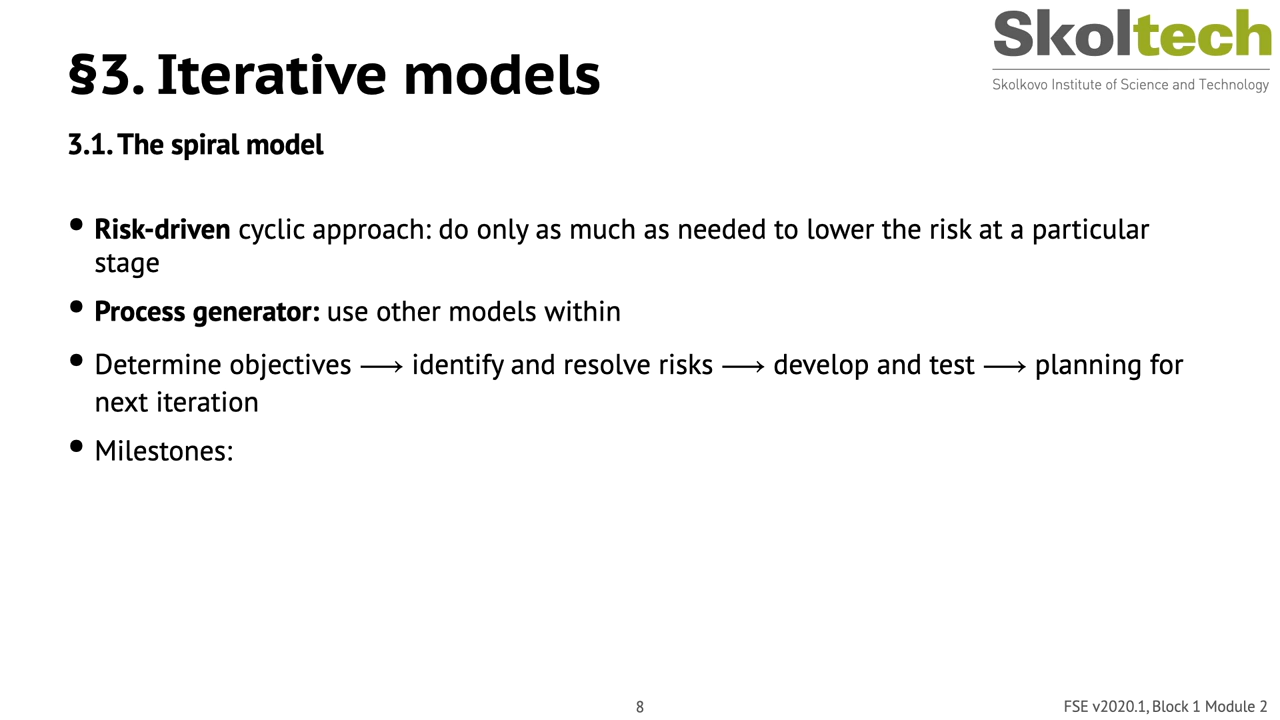 Skoltech
Skolkovo Institute of Science and Technology
§3. Iterative models
3.1. The spiral model
• Risk-driven cyclic approach: do only as much as needed to lower the risk at a particular
stage
• Process generator: use other models within
• Determine objectives ⟶ identify and resolve risks ⟶ develop and test ⟶ planning for
next iteration
• Milestones:
8
FSE v2020.1, Block 1 Module 2